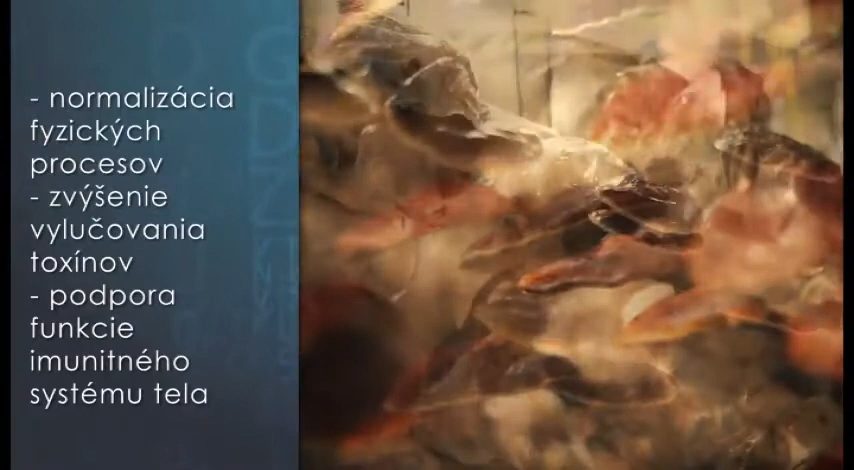 - normalizácia
fyzických
procesov
- zvýšenie
vylučovania
toxínov
- podpora
funkcie
imunitného
systému tela